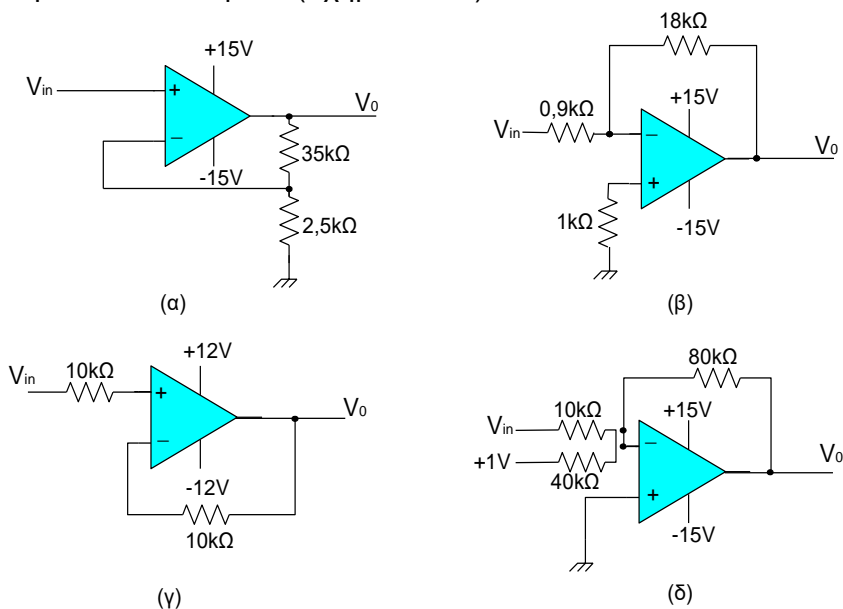 +15V
Vin
+
−
V0
-15V
35kΩ
2,5kΩ
(α)
18kΩ
0,9kΩ
+15V
Vin
−
V0
+
1kΩ
-15V
(β)
+12V
10kΩ
Vin
+
V0
−
-12V
10kΩ
(γ)
80kΩ
Vin
10kΩ
+15V
−
+1V
V0
40kΩ
+
-15V
(δ)